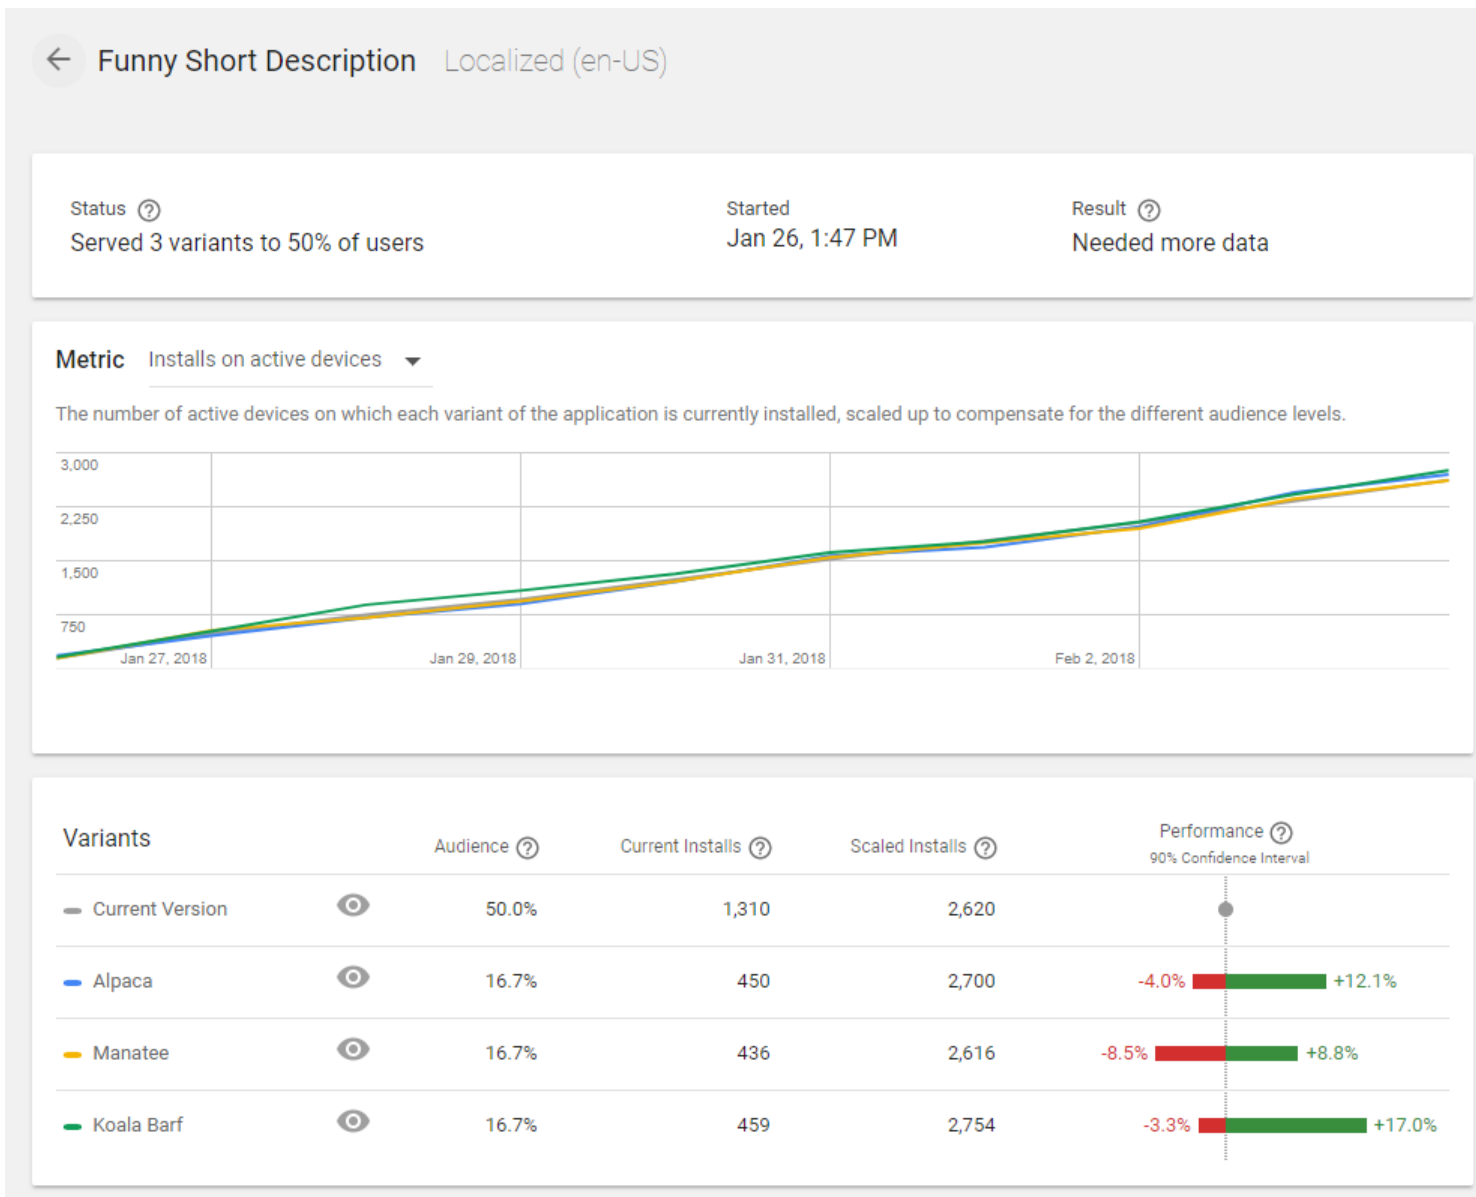 Funny Short Description Localized (en-US)
Status
Started
Result
Served 3 variants to 50% of users
Jan 26, 1:47 PM
Needed more data
Metric Installs on active devices
The number of active devices on which each variant of the application is currently installed, scaled up to compensate for the different audience levels.
3,000
2,250
1,500
750
Jan 27, 2018 Jan 29, 2018 Jan 31, 2018 Feb 2, 2018
Variants Audience Current Installs Scaled Installs Performance
90% Confidence Interval
Current Version 50.0% 1,310 2,620
Alpaca 16.7% 450 2,700 -4.0% +12.1%
Manatee 16.7% 436 2,616 -8.5% +8.8%
Koala Barf 16.7% 459 2,754 -3.3% +17.0%